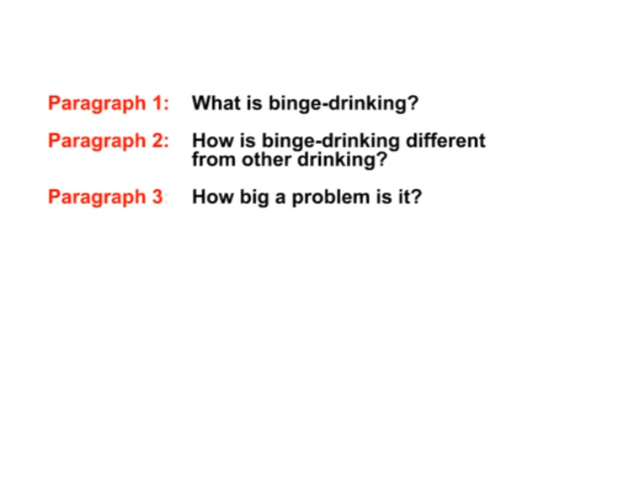 Paragraph 1: What is binge-drinking?
Paragraph 2: How is binge-drinking different
from other drinking?
Paragraph 3 How big a problem is it?